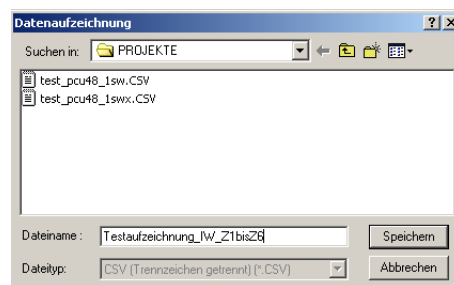 Datenaufzeichnung
Suchen in: PROJEKTE
test_pcu48_1sw.CSV
test_pcu48_1swx.CSV
Dateiname : Testaufzeichnung_IW_Z1bisZ6
Speichern
Dateityp: CSV (Trennzeichen getrennt) (*.CSV)
Abbrechen